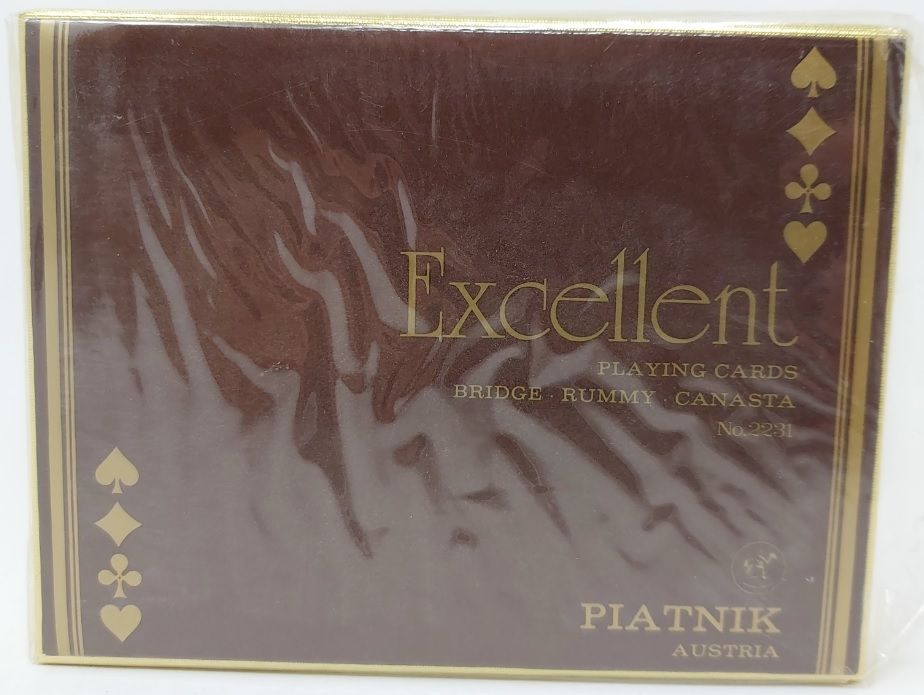 Excellent
PLAYING CARDS
BRIDGE · RUMMY · CANASTA
No. 2231
PIATNIK
AUSTRIA